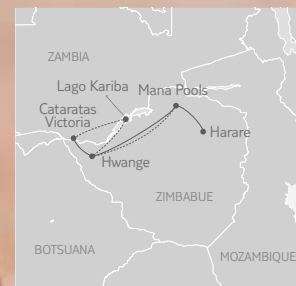 ZAMBIA
Lago Kariba
Mana Pools
Cataratas
Victoria
Harare
Hwange
ZIMBABUE
BOTSUANA
MOZAMBIQUE